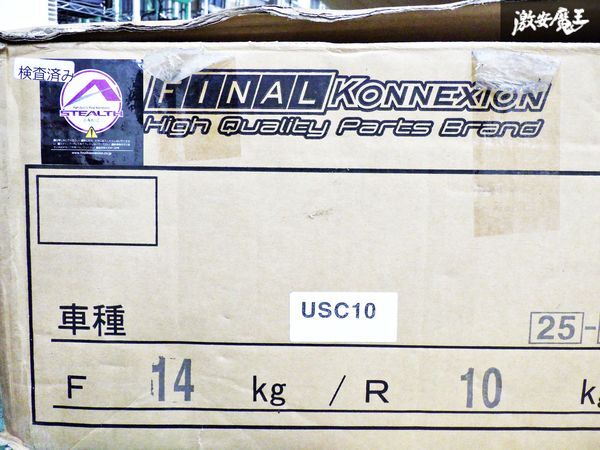 激安魔王
検査済み
STEALTH
FINAL KONNEXION
High Quality Parts Brand
車種
USC10
25-
F 14 kg / R 10 kg